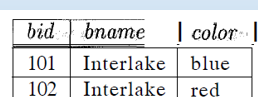 bid bname color
101 Interlake blue
102 Interlake red